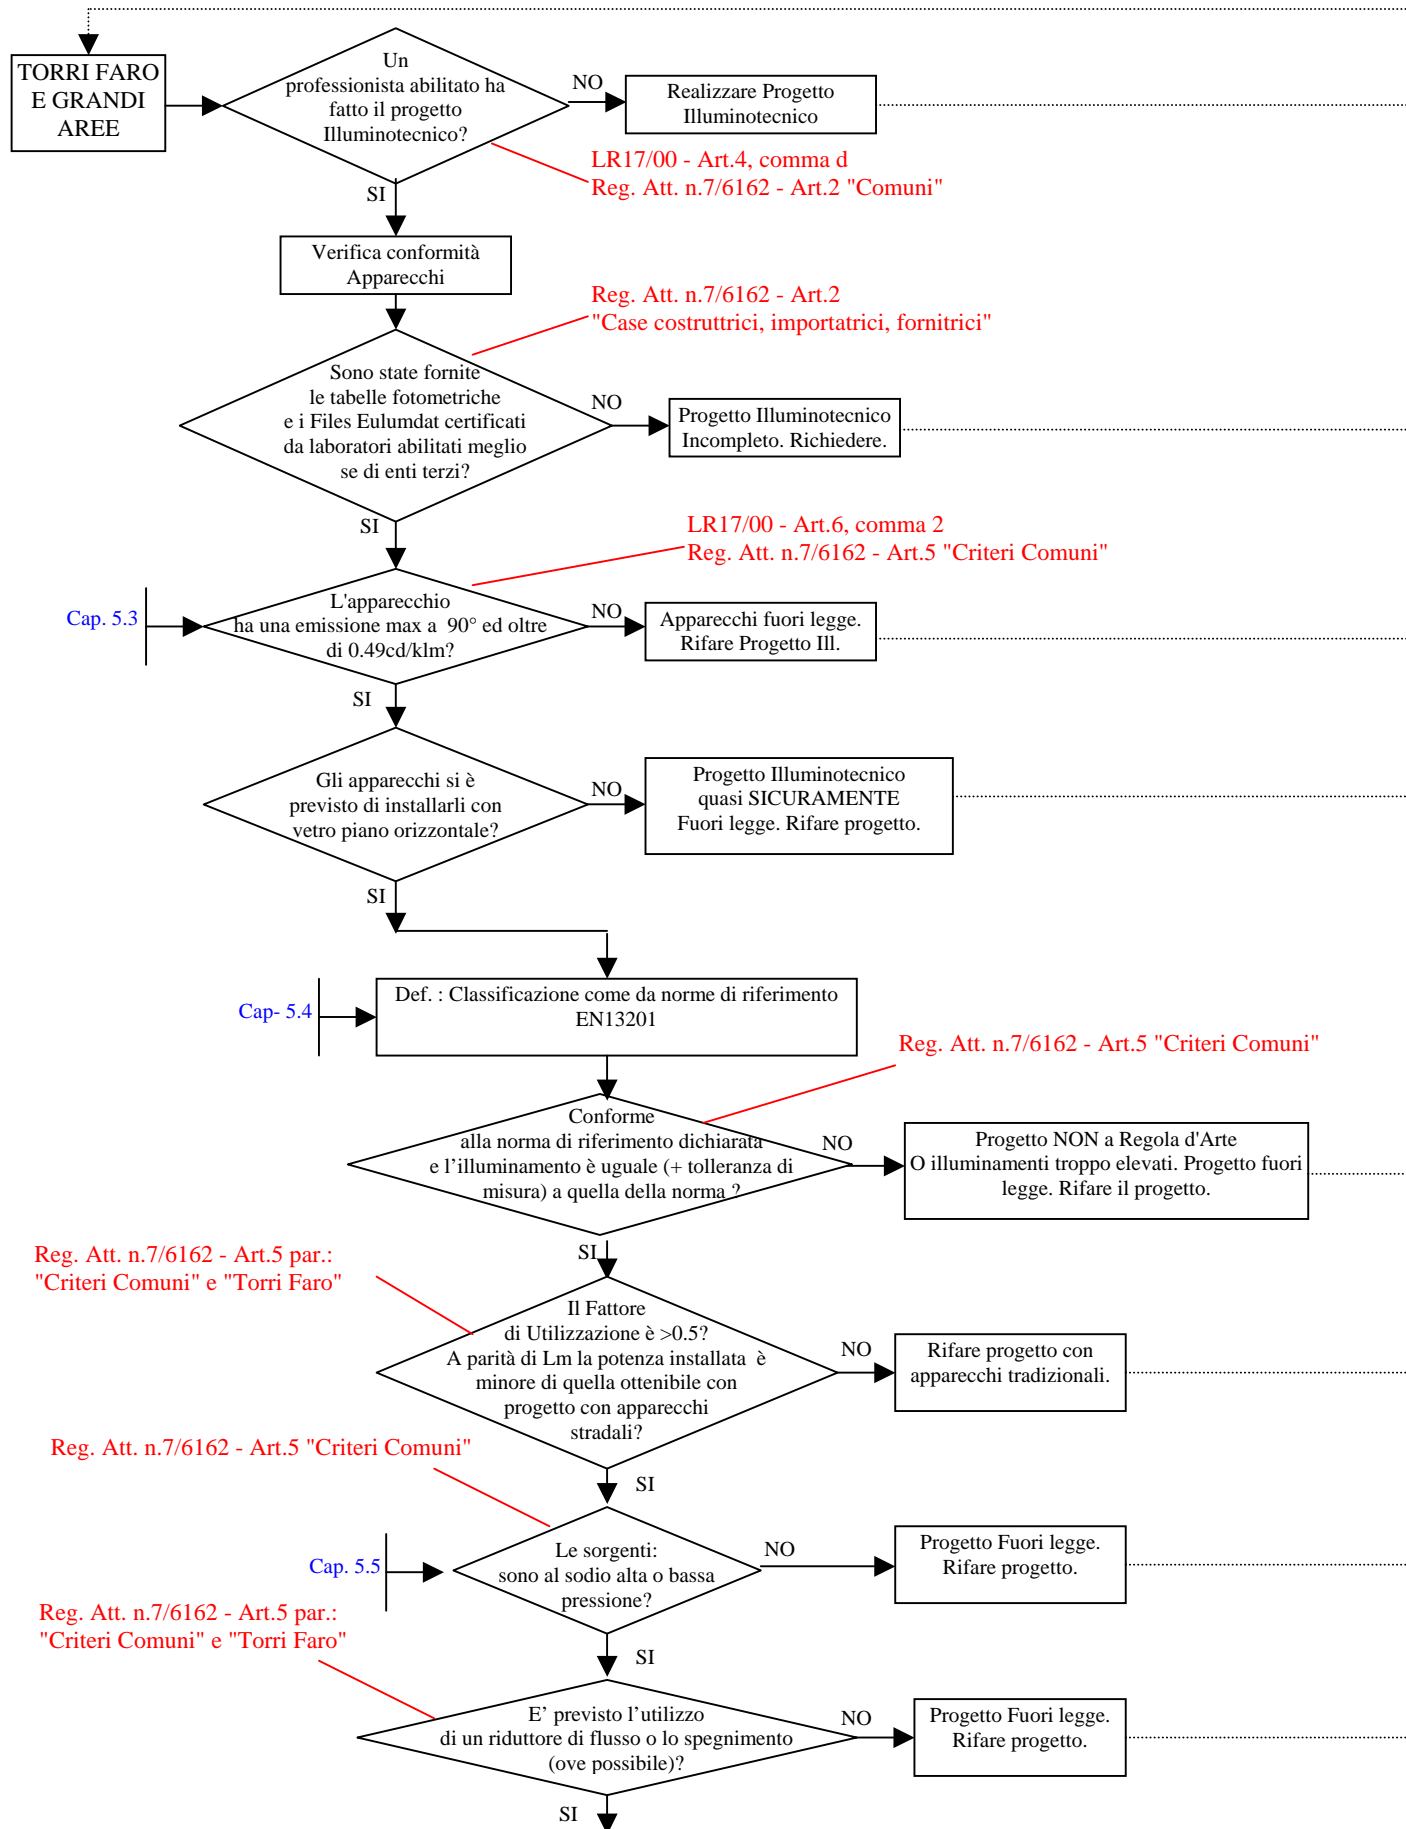 TORRI FARO
E GRANDI
AREE
Un
professionista abilitato ha
fatto il progetto
Illuminotecnico?
NO
Realizzare Progetto
Illuminotecnico
LR17/00 - Art.4, comma d
Reg. Att. n.7/6162 - Art.2 "Comuni"
SI
Verifica conformità
Apparecchi
Reg. Att. n.7/6162 - Art.2
"Case costruttrici, importatrici, fornitrici"
Sono state fornite
le tabelle fotometriche
e i Files Eulumdat certificati
da laboratori abilitati meglio
se di enti terzi?
NO
Progetto Illuminotecnico
Incompleto. Richiedere.
SI
LR17/00 - Art.6, comma 2
Reg. Att. n.7/6162 - Art.5 "Criteri Comuni"
Cap. 5.3
L'apparecchio
ha una emissione max a  90° ed oltre
di 0.49cd/klm?
NO
Apparecchi fuori legge.
Rifare Progetto Ill.
SI
Gli apparecchi si è
previsto di installarli con
vetro piano orizzontale?
NO
Progetto Illuminotecnico
quasi SICURAMENTE
Fuori legge. Rifare progetto.
SI
Cap- 5.4
Def. : Classificazione come da norme di riferimento
EN13201
Reg. Att. n.7/6162 - Art.5 "Criteri Comuni"
Conforme
alla norma di riferimento dichiarata
e l’illuminamento è uguale (+ tolleranza di
misura) a quella della norma ?
NO
Progetto NON a Regola d'Arte
O illuminamenti troppo elevati. Progetto fuori
legge. Rifare il progetto.
SI
Reg. Att. n.7/6162 - Art.5 par.:
"Criteri Comuni" e "Torri Faro"
Il Fattore
di Utilizzazione è >0.5?
A parità di Lm la potenza installata  è
minore di quella ottenibile con
progetto con apparecchi
stradali?
NO
Rifare progetto con
apparecchi tradizionali.
SI
Reg. Att. n.7/6162 - Art.5 "Criteri Comuni"
Cap. 5.5
Le sorgenti:
sono al sodio alta o bassa
pressione?
NO
Progetto Fuori legge.
Rifare progetto.
SI
Reg. Att. n.7/6162 - Art.5 par.:
"Criteri Comuni" e "Torri Faro"
E’ previsto l’utilizzo
di un riduttore di flusso o lo spegnimento
(ove possibile)?
NO
Progetto Fuori legge.
Rifare progetto.
SI